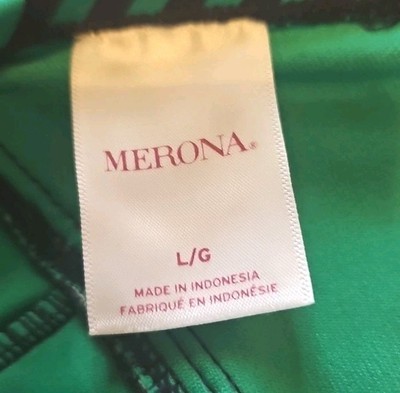 MERONA®
L/G
MADE IN INDONESIA
FABRIQUÉ EN INDONÉSIE